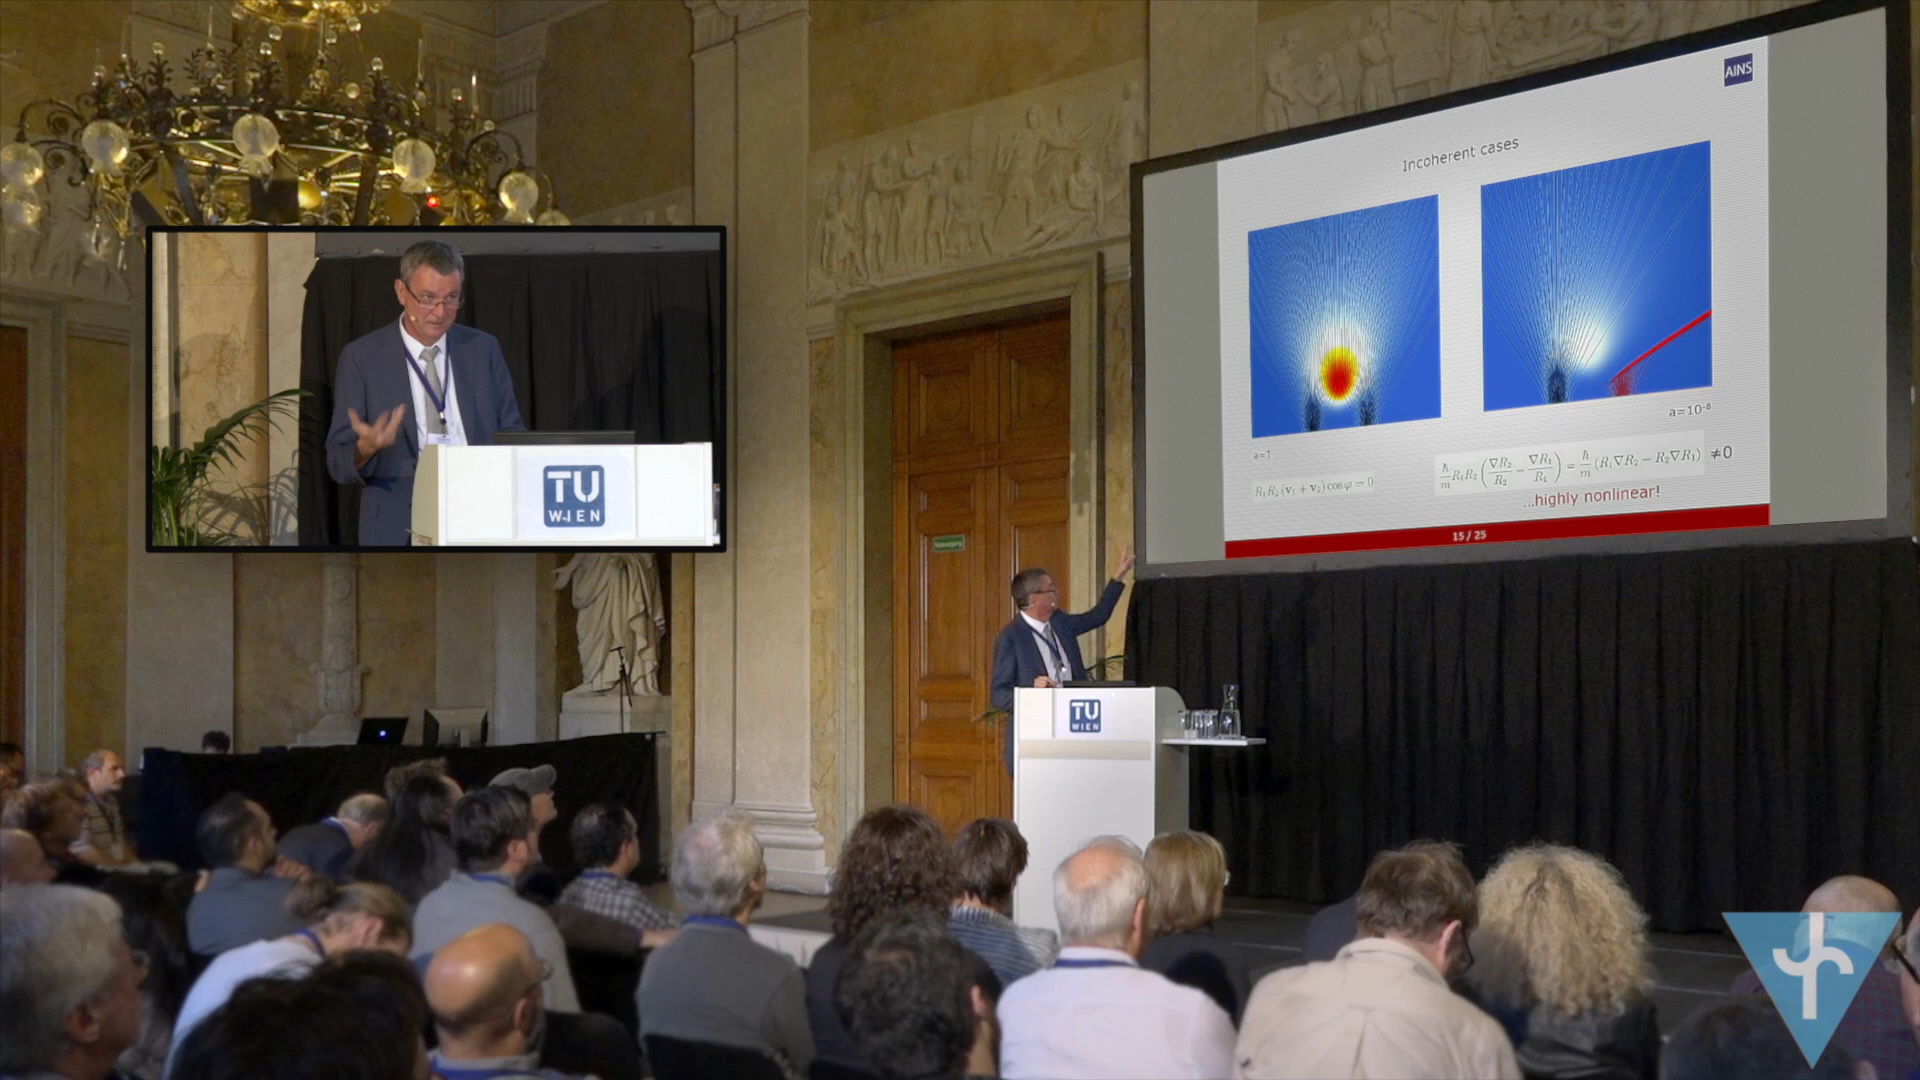 AINS
Incoherent cases
a=1
a=10⁻⁸
R₁R₂(v₁ + v₂)cos φ = 0
ħ/m R₁R₂(∇R₂/R₂ − ∇R₁/R₁) = ħ/m (R₁∇R₂ − R₂∇R₁) ≠0
...highly nonlinear!
15 / 25
TU
WIEN
TU
WIEN